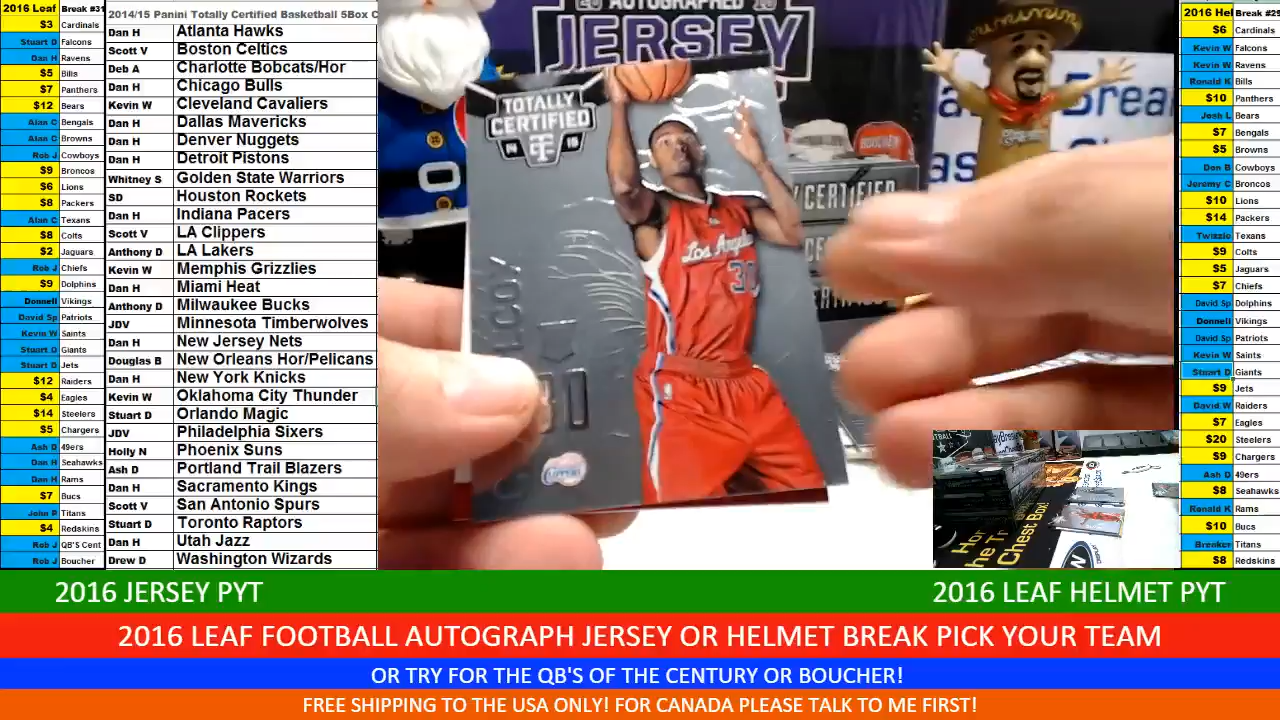 2016 Leaf Break #31
$3 Cardinals
Stuart D Falcons
Dan H Ravens
$5 Bills
$7 Panthers
$12 Bears
Alan C Bengals
Alan C Browns
Rob J Cowboys
$9 Broncos
$6 Lions
$8 Packers
Alan C Texans
$8 Colts
$2 Jaguars
Rob J Chiefs
$9 Dolphins
Donnell Vikings
David Sp Patriots
Kevin W Saints
Stuart D Giants
Stuart D Jets
$12 Raiders
$4 Eagles
$14 Steelers
$5 Chargers
Ash D 49ers
Dan H Seahawks
Dan H Rams
$7 Bucs
John P Titans
$4 Redskins
Rob J QB'S Cent
Rob J Boucher
2014/15 Panini Totally Certified Basketball 5Box C
Dan H Atlanta Hawks
Scott V Boston Celtics
Deb A Charlotte Bobcats/Hor
Dan H Chicago Bulls
Kevin W Cleveland Cavaliers
Dan H Dallas Mavericks
Dan H Denver Nuggets
Dan H Detroit Pistons
Whitney S Golden State Warriors
SD Houston Rockets
Dan H Indiana Pacers
Scott V LA Clippers
Anthony D LA Lakers
Kevin W Memphis Grizzlies
Dan H Miami Heat
Anthony D Milwaukee Bucks
JDV Minnesota Timberwolves
Dan H New Jersey Nets
Douglas B New Orleans Hor/Pelicans
Dan H New York Knicks
Kevin W Oklahoma City Thunder
Stuart D Orlando Magic
JDV Philadelphia Sixers
Holly N Phoenix Suns
Ash D Portland Trail Blazers
Dan H Sacramento Kings
Scott V San Antonio Spurs
Stuart D Toronto Raptors
Dan H Utah Jazz
Drew D Washington Wizards
AUTOGRAPHED
JERSEY
TOTALLY
CERTIFIED
Los Angeles
CLIPPERS
BOUCHER
CERTIFIED
Brea
Chest Box!
2016 Hel Break #29
$6 Cardinals
Kevin W Falcons
Kevin W Ravens
Ronald K Bills
$10 Panthers
Josh L Bears
$7 Bengals
$5 Browns
Don B Cowboys
Jeremy C Broncos
$10 Lions
$14 Packers
Twizzle Texans
$9 Colts
$5 Jaguars
$7 Chiefs
David Sp Dolphins
Donnell Vikings
David Sp Patriots
Kevin W Saints
Stuart D Giants
$9 Jets
David W Raiders
$7 Eagles
$20 Steelers
$9 Chargers
Ash D 49ers
$8 Seahawks
Ronald K Rams
$10 Bucs
Breaker Titans
$8 Redskins
2016 JERSEY PYT
2016 LEAF HELMET PYT
2016 LEAF FOOTBALL AUTOGRAPH JERSEY OR HELMET BREAK PICK YOUR TEAM
OR TRY FOR THE QB'S OF THE CENTURY OR BOUCHER!
FREE SHIPPING TO THE USA ONLY! FOR CANADA PLEASE TALK TO ME FIRST!